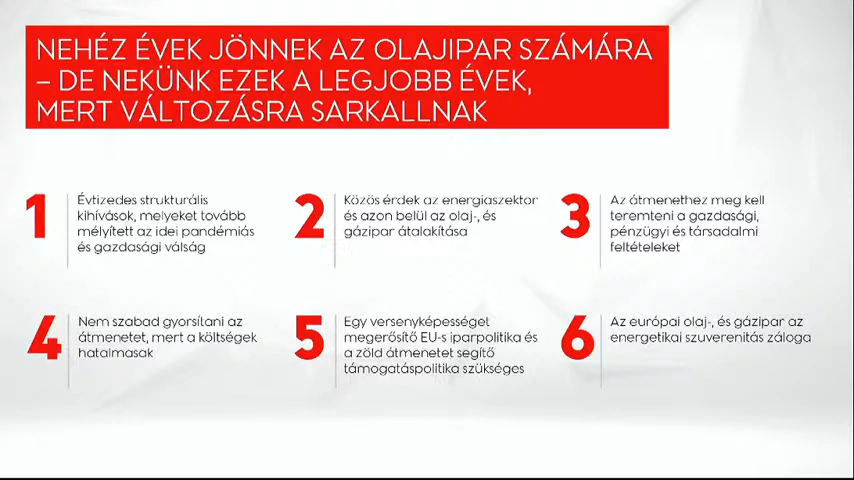 NEHÉZ ÉVEK JÖNNEK AZ OLAJIPAR SZÁMÁRA
– DE NEKÜNK EZEK A LEGJOBB ÉVEK,
MERT VÁLTOZÁSRA SARKALLNAK
1
Évtizedes strukturális
kihívások, melyeket tovább
mélyített az idei pandémiás
és gazdasági válság
2
Közös érdek az energiaszektor
és azon belül az olaj-, és
gázipar átalakítása
3
Az átmenethez meg kell
teremteni a gazdasági,
pénzügyi és társadalmi
feltételeket
4
Nem szabad gyorsítani az
átmenetet, mert a költségek
hatalmasak
5
Egy versenyképességet
megerősítő EU-s iparpolitika és
a zöld átmenetet segítő
támogatáspolitika szükséges
6
Az európai olaj-, és gázipar az
energetikai szuverenitás záloga